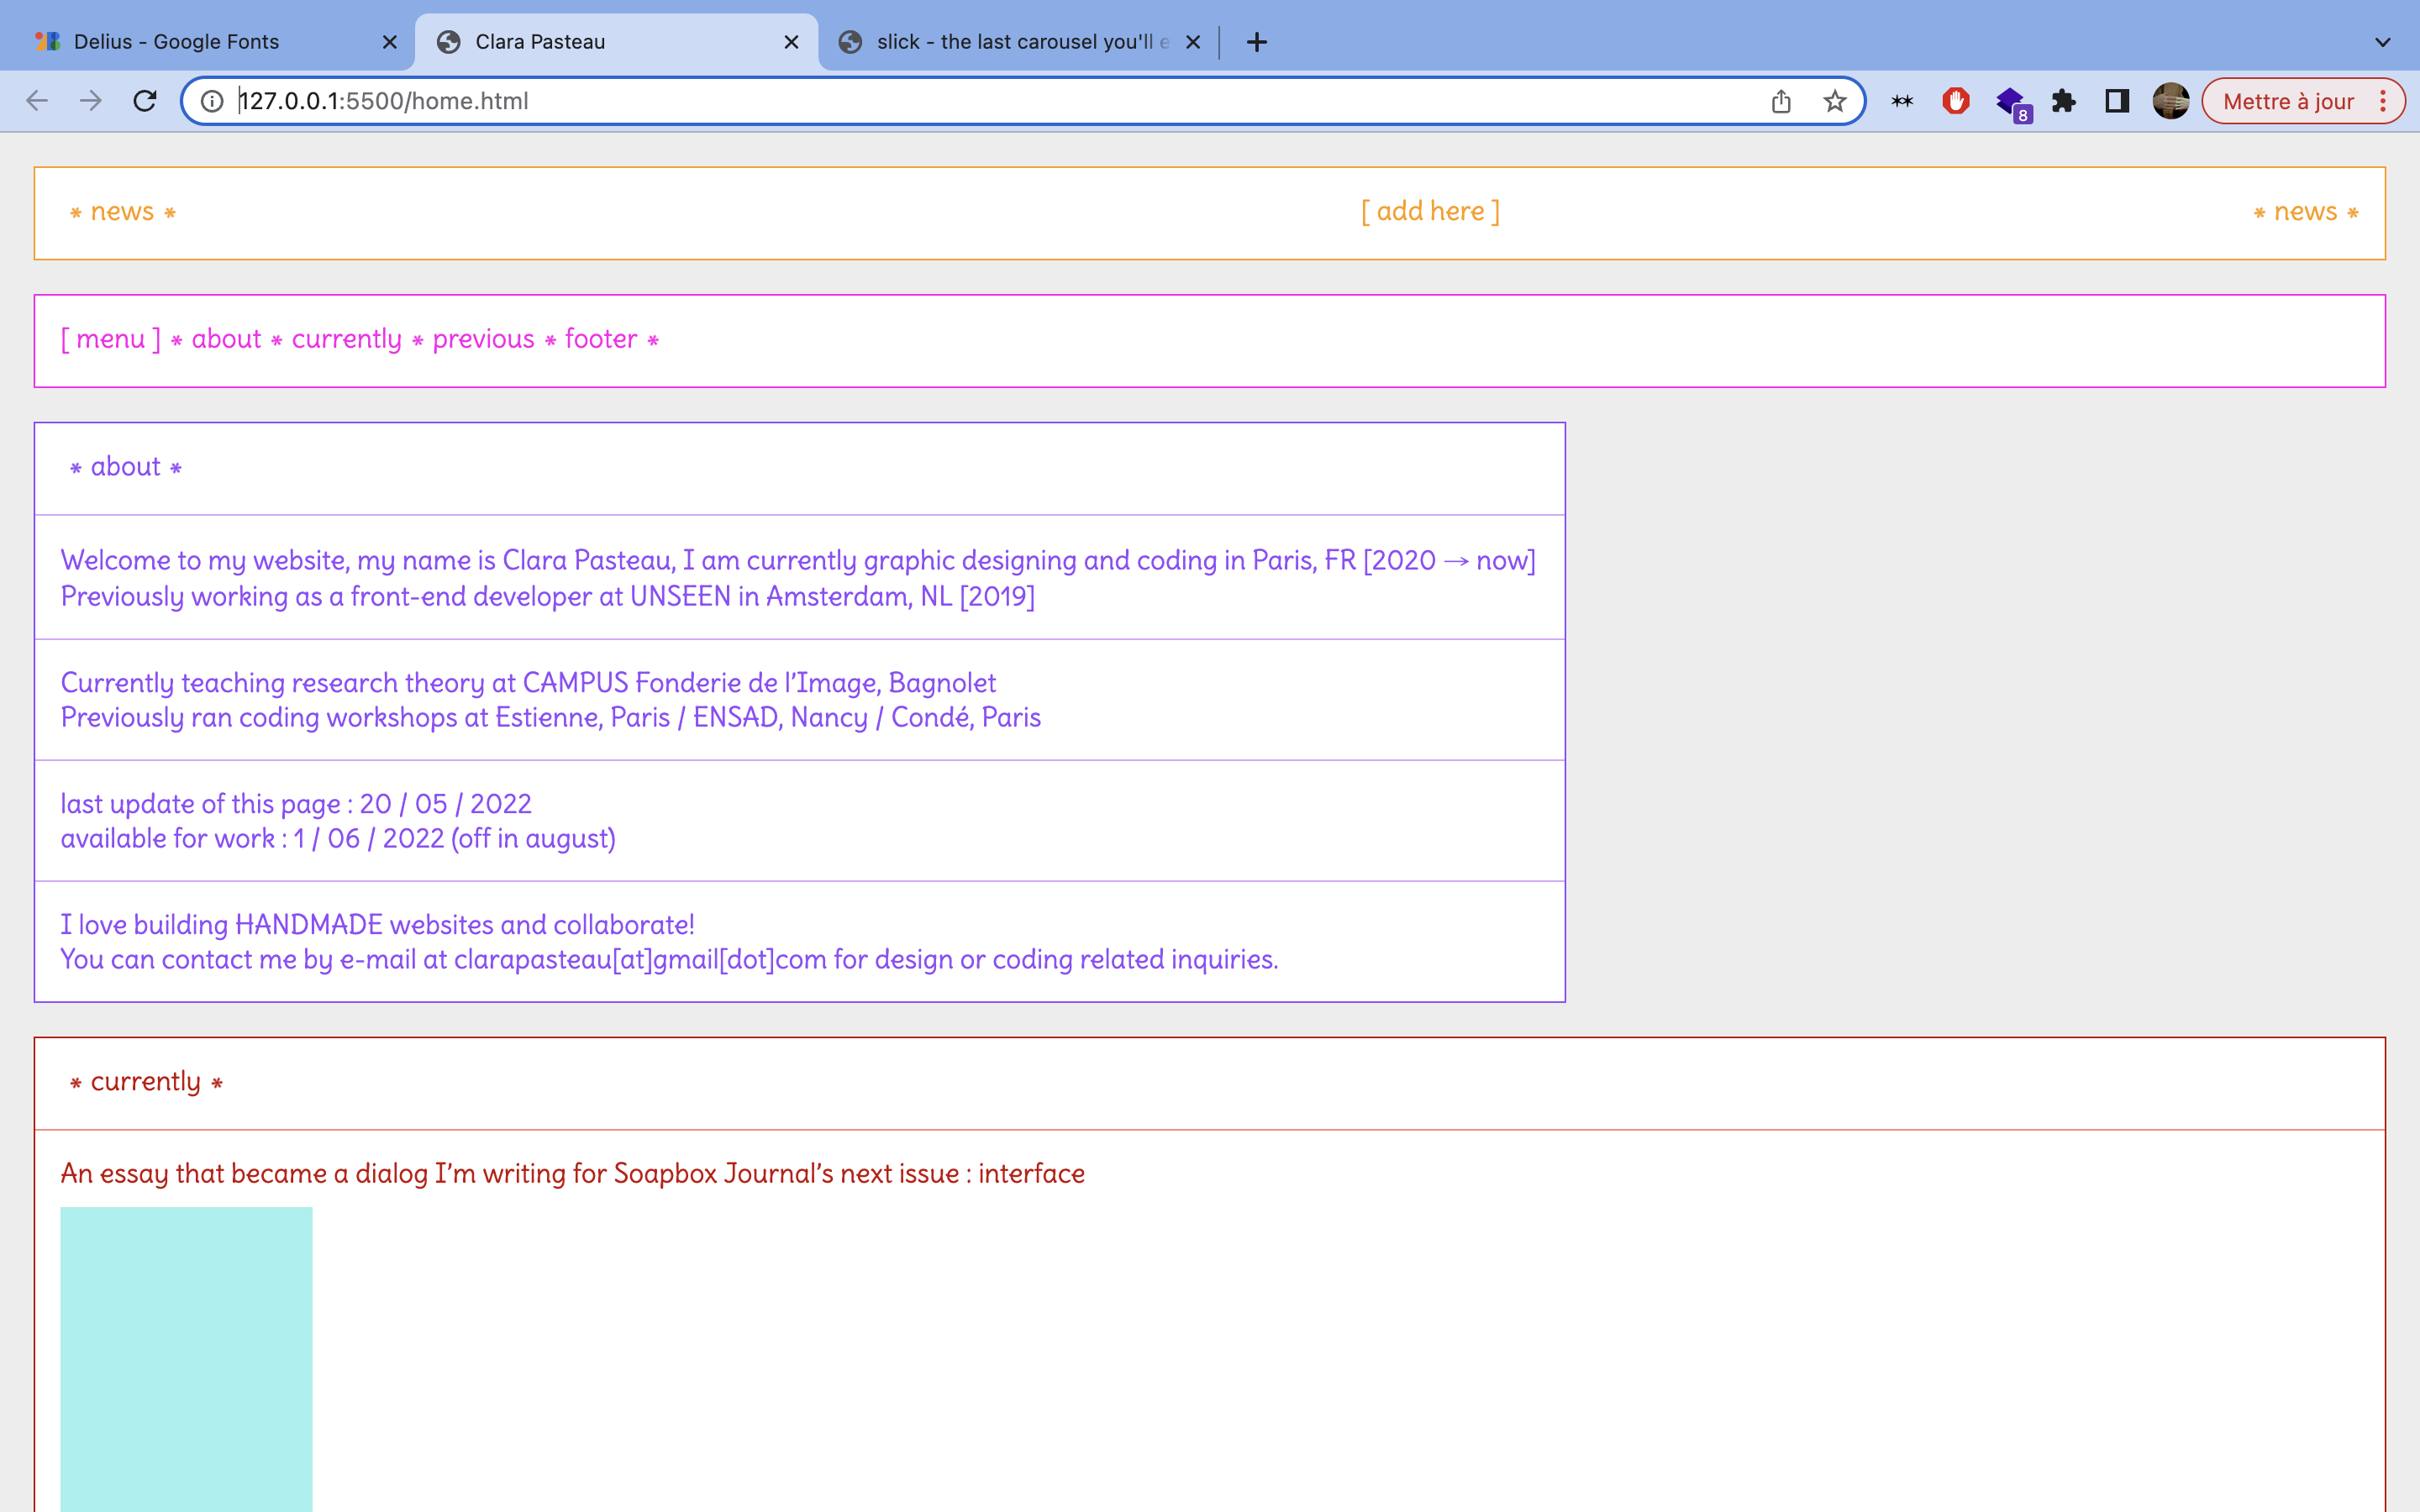 Delius - Google Fonts
Clara Pasteau
slick - the last carousel you'll e
127.0.0.1:5500/home.html
8
Mettre à jour
* news * [ add here ] * news *
[ menu ] * about * currently * previous * footer *
* about *
Welcome to my website, my name is Clara Pasteau, I am currently graphic designing and coding in Paris, FR [2020 → now]
Previously working as a front-end developer at UNSEEN in Amsterdam, NL [2019]
Currently teaching research theory at CAMPUS Fonderie de l’Image, Bagnolet
Previously ran coding workshops at Estienne, Paris / ENSAD, Nancy / Condé, Paris
last update of this page : 20 / 05 / 2022
available for work : 1 / 06 / 2022 (off in august)
I love building HANDMADE websites and collaborate!
You can contact me by e-mail at clarapasteau[at]gmail[dot]com for design or coding related inquiries.
* currently *
An essay that became a dialog I’m writing for Soapbox Journal’s next issue : interface